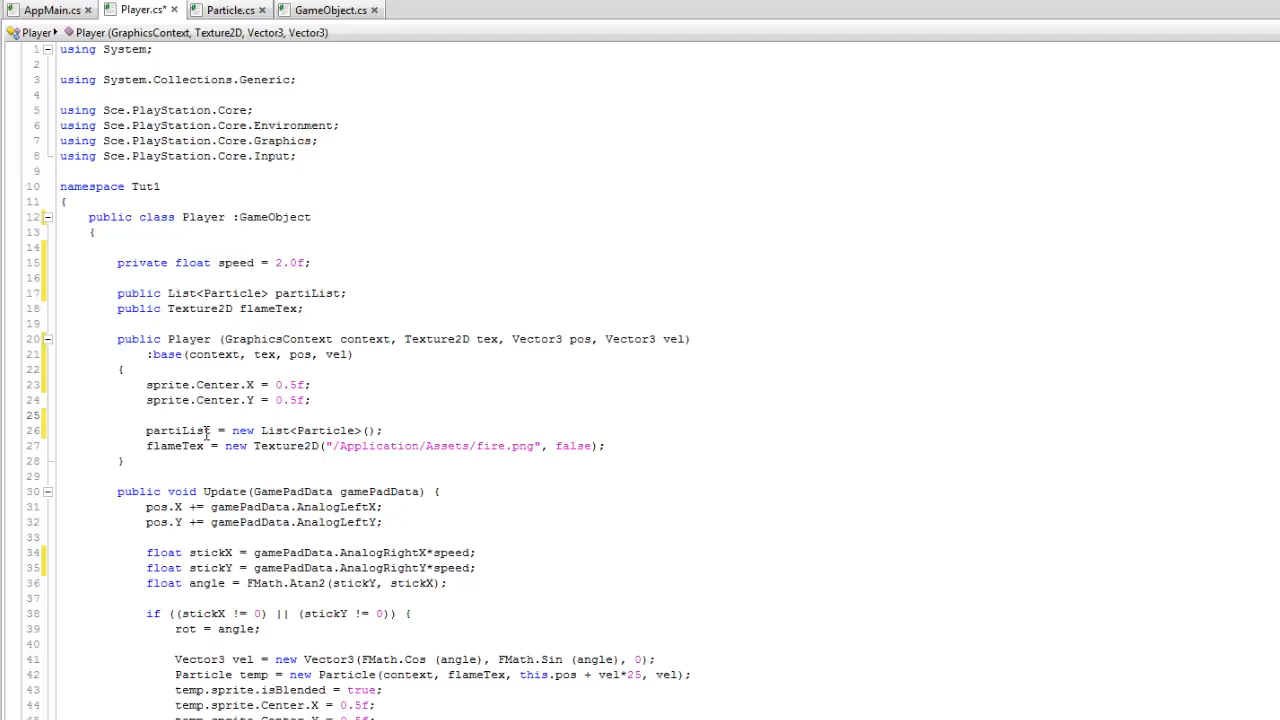 AppMain.cs × Player.cs* × Particle.cs × GameObject.cs ×
Player ▸ Player (GraphicsContext, Texture2D, Vector3, Vector3)
1 using System;
2
3 using System.Collections.Generic;
4
5 using Sce.PlayStation.Core;
6 using Sce.PlayStation.Core.Environment;
7 using Sce.PlayStation.Core.Graphics;
8 using Sce.PlayStation.Core.Input;
9
10 namespace Tut1
11 {
12 public class Player :GameObject
13 {
14
15 private float speed = 2.0f;
16
17 public List<Particle> partiList;
18 public Texture2D flameTex;
19
20 public Player (GraphicsContext context, Texture2D tex, Vector3 pos, Vector3 vel)
21 :base(context, tex, pos, vel)
22 {
23 sprite.Center.X = 0.5f;
24 sprite.Center.Y = 0.5f;
25
26 partiList = new List<Particle>();
27 flameTex = new Texture2D("/Application/Assets/fire.png", false);
28 }
29
30 public void Update(GamePadData gamePadData) {
31 pos.X += gamePadData.AnalogLeftX;
32 pos.Y += gamePadData.AnalogLeftY;
33
34 float stickX = gamePadData.AnalogRightX*speed;
35 float stickY = gamePadData.AnalogRightY*speed;
36 float angle = FMath.Atan2(stickY, stickX);
37
38 if ((stickX != 0) || (stickY != 0)) {
39 rot = angle;
40
41 Vector3 vel = new Vector3(FMath.Cos (angle), FMath.Sin (angle), 0);
42 Particle temp = new Particle(context, flameTex, this.pos + vel*25, vel);
43 temp.sprite.isBlended = true;
44 temp.sprite.Center.X = 0.5f;
temp.sprite.Center.Y = 0.5f;